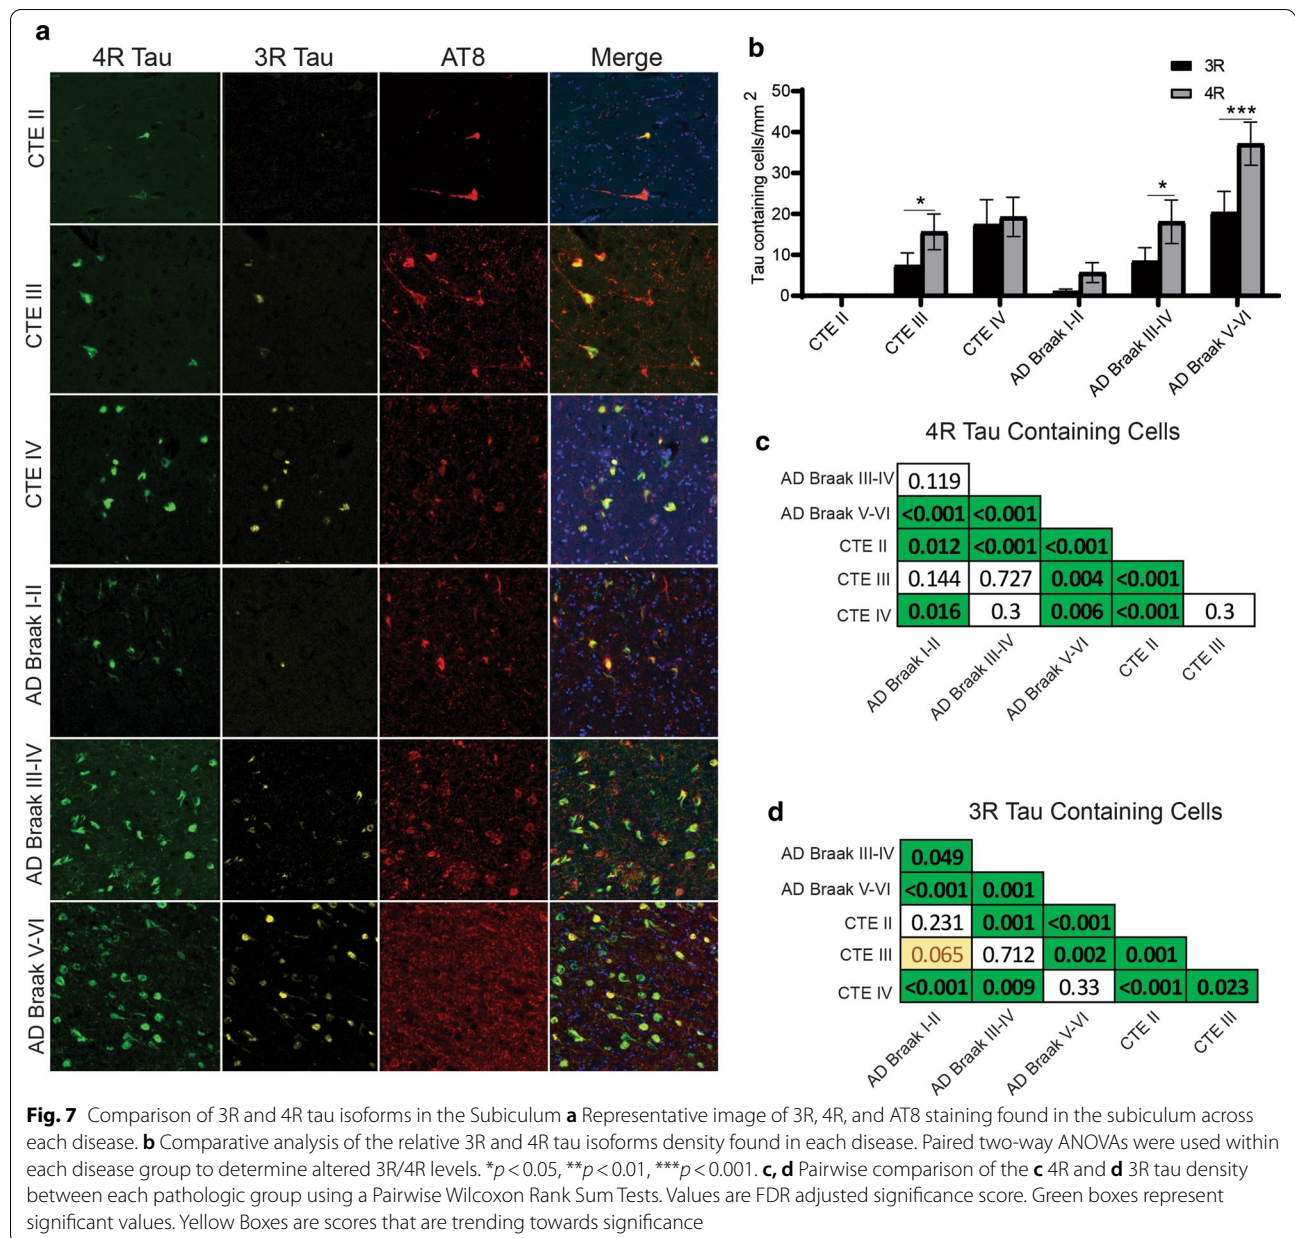 a
4R Tau 3R Tau AT8 Merge
CTE II
CTE III
CTE IV
AD Braak I-II
AD Braak III-IV
AD Braak V-VI
b
3R
4R
Tau containing cells/mm 2
50
40
30
20
10
0
* * ***
CTE II CTE III CTE IV AD Braak I-II AD Braak III-IV AD Braak V-VI
c
4R Tau Containing Cells
AD Braak III-IV 0.119
AD Braak V-VI <0.001 <0.001
CTE II 0.012 <0.001 <0.001
CTE III 0.144 0.727 0.004 <0.001
CTE IV 0.016 0.3 0.006 <0.001 0.3
AD Braak I-II AD Braak III-IV AD Braak V-VI CTE II CTE III
d
3R Tau Containing Cells
AD Braak III-IV 0.049
AD Braak V-VI <0.001 0.001
CTE II 0.231 0.001 <0.001
CTE III 0.065 0.712 0.002 0.001
CTE IV <0.001 0.009 0.33 <0.001 0.023
AD Braak I-II AD Braak III-IV AD Braak V-VI CTE II CTE III
Fig. 7 Comparison of 3R and 4R tau isoforms in the Subiculum a Representative image of 3R, 4R, and AT8 staining found in the subiculum across
each disease. b Comparative analysis of the relative 3R and 4R tau isoforms density found in each disease. Paired two-way ANOVAs were used within
each disease group to determine altered 3R/4R levels. *p < 0.05, **p < 0.01, ***p < 0.001. c, d Pairwise comparison of the c 4R and d 3R tau density
between each pathologic group using a Pairwise Wilcoxon Rank Sum Tests. Values are FDR adjusted significance score. Green boxes represent
significant values. Yellow Boxes are scores that are trending towards significance